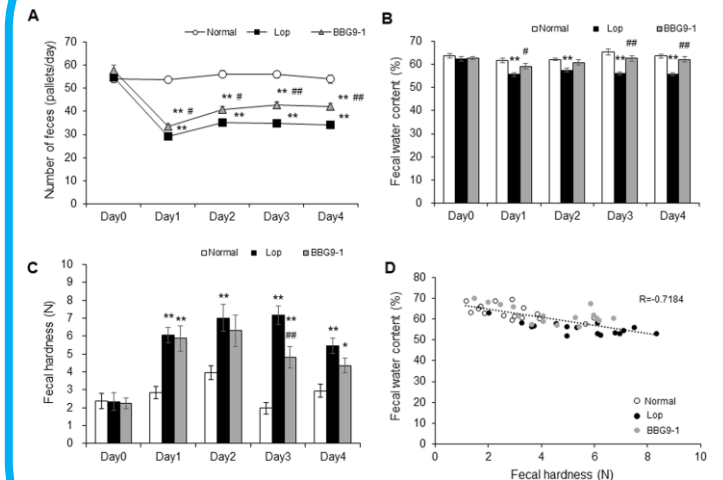 A
Normal Lop BBG9-1
Number of feces (pallets/day)
70
60
50
40
30
20
10
0
** #
**
** #
**
** ##
**
** ##
**
Day0 Day1 Day2 Day3 Day4
B
Normal Lop BBG9-1
Fecal water content (%)
70
60
50
40
30
20
10
0
**
#
**
**
##
**
##
Day0 Day1 Day2 Day3 Day4
C
Normal Lop BBG9-1
Fecal hardness (N)
10
9
8
7
6
5
4
3
2
1
0
** **
**
**
**
##
**
*
Day0 Day1 Day2 Day3 Day4
D
Fecal water content (%)
80
70
60
50
40
30
20
10
0
R=-0.7184
Normal
Lop
BBG9-1
0 2 4 6 8 10
Fecal hardness (N)